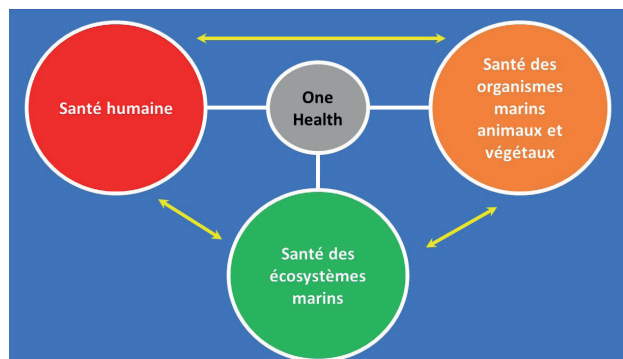 Santé humaine
One
Health
Santé des
organismes
marins
animaux et
végétaux
Santé des
écosystèmes
marins